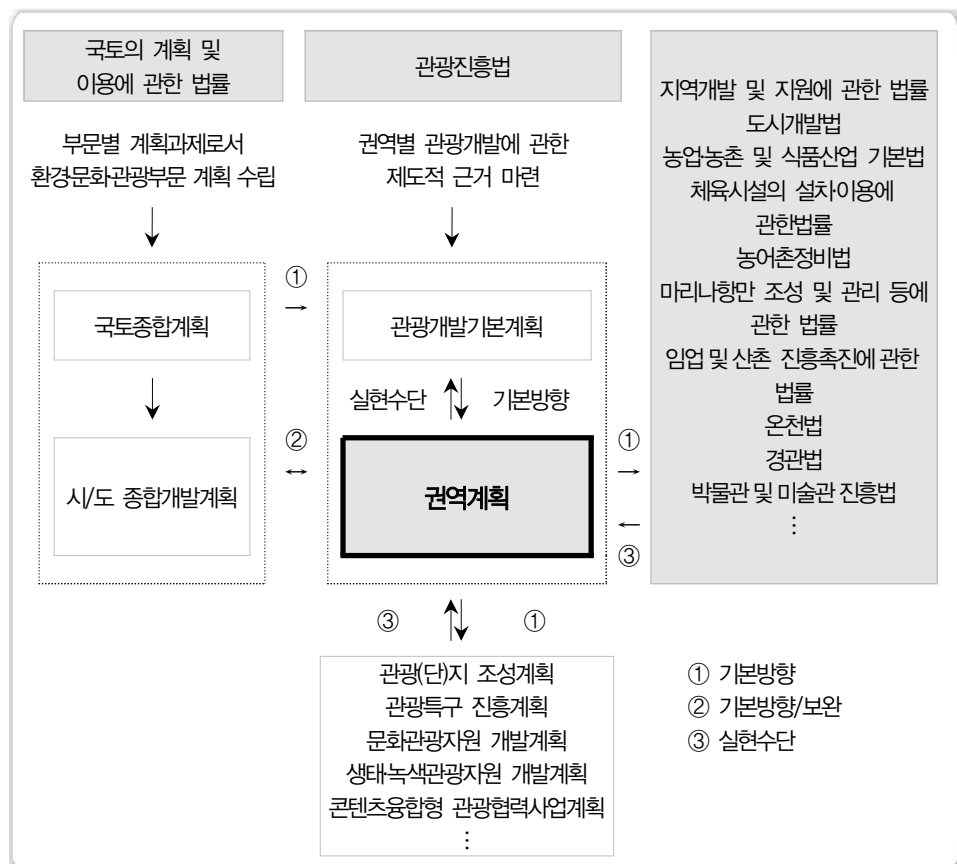 국토의 계획 및
이용에 관한 법률
부문별 계획과제로서
환경·문화·관광부문 계획 수립
관광진흥법
권역별 관광개발에 관한
제도적 근거 마련
①
국토종합계획
관광개발기본계획
실현수단
기본방향
②
시/도 종합개발계획
권역계획
①
③
지역개발 및 지원에 관한 법률
도시개발법
농업·농촌 및 식품산업 기본법
체육시설의 설치·이용에
관한법률
농어촌정비법
마리나항만 조성 및 관리 등에
관한 법률
임업 및 산촌 진흥촉진에 관한
법률
온천법
경관법
박물관 및 미술관 진흥법
⋮
③
①
관광(단)지 조성계획
관광특구 진흥계획
문화관광자원 개발계획
생태·녹색관광자원 개발계획
콘텐츠융합형 관광협력사업계획
⋮
① 기본방향
② 기본방향/보완
③ 실현수단